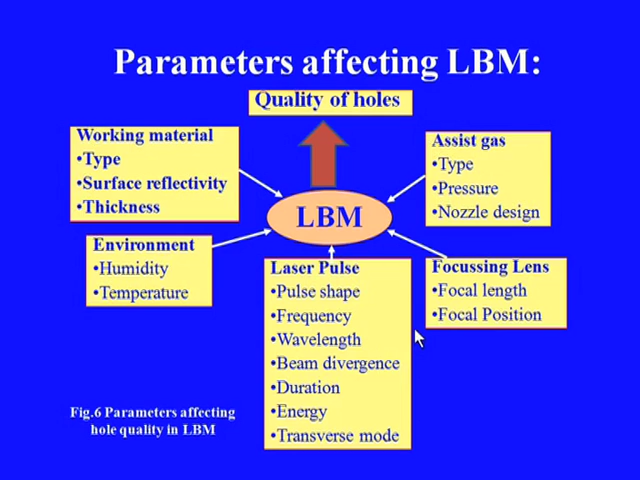 Parameters affecting LBM:
Quality of holes
Working material
•Type
•Surface reflectivity
•Thickness
Assist gas
•Type
•Pressure
•Nozzle design
LBM
Environment
•Humidity
•Temperature
Laser Pulse
•Pulse shape
•Frequency
•Wavelength
•Beam divergence
•Duration
•Energy
•Transverse mode
Focussing Lens
•Focal length
•Focal Position
Fig.6 Parameters affecting
hole quality in LBM